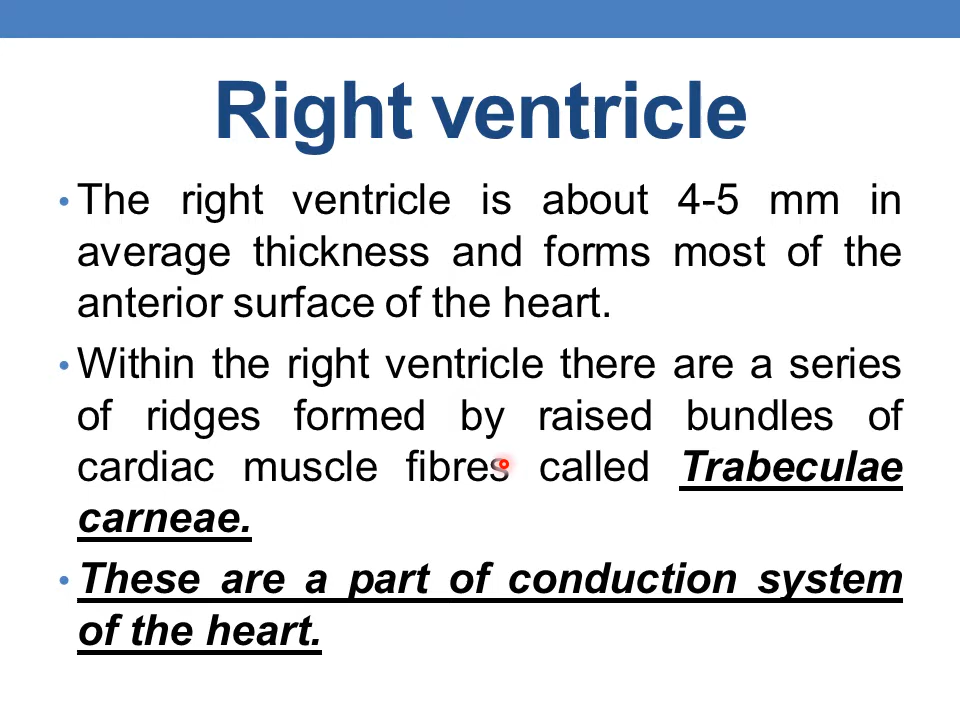 Right ventricle
• The right ventricle is about 4-5 mm in
average thickness and forms most of the
anterior surface of the heart.
• Within the right ventricle there are a series
of ridges formed by raised bundles of
cardiac muscle fibres called Trabeculae
carneae.
• These are a part of conduction system
of the heart.